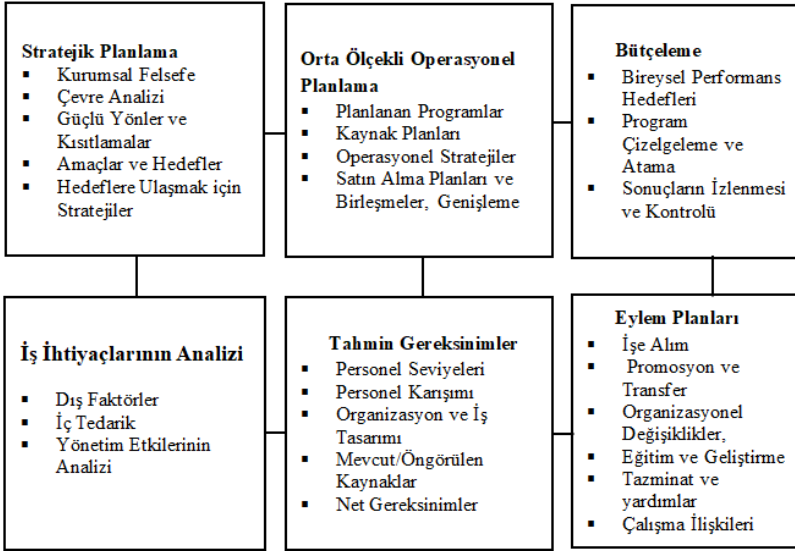 Stratejik Planlama
▪ Kurumsal Felsefe
▪ Çevre Analizi
▪ Güçlü Yönler ve
Kısıtlamalar
▪ Amaçlar ve Hedefler
▪ Hedeflere Ulaşmak için
Stratejiler
Orta Ölçekli Operasyonel
Planlama
▪ Planlanan Programlar
▪ Kaynak Planları
▪ Operasyonel Stratejiler
▪ Satın Alma Planları ve
Birleşmeler, Genişleme
Bütçeleme
▪ Bireysel Performans
Hedefleri
▪ Program
Çizelgeleme ve
Atama
▪ Sonuçların İzlenmesi
ve Kontrolü
İş İhtiyaçlarının Analizi
▪ Dış Faktörler
▪ İç Tedarik
▪ Yönetim Etkilerinin
Analizi
Tahmin Gereksinimler
▪ Personel Seviyeleri
▪ Personel Karışımı
▪ Organizasyon ve İş
Tasarımı
▪ Mevcut/Öngörülen
Kaynaklar
▪ Net Gereksinimler
Eylem Planları
▪ İşe Alım
▪ Promosyon ve
Transfer
▪ Organizasyonel
Değişiklikler,
▪ Eğitim ve Geliştirme
▪ Tazminat ve
yardımlar
▪ Çalışma İlişkileri